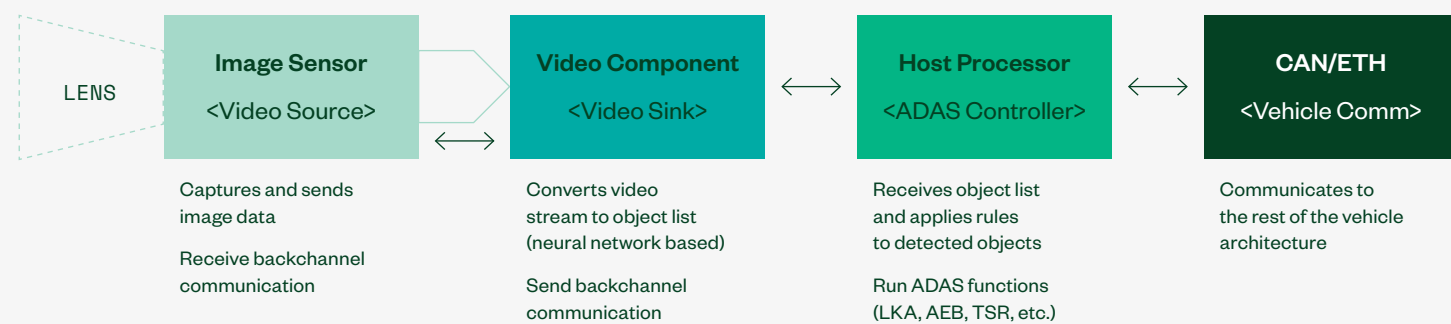 LENS
Image Sensor
<Video Source>
Captures and sends
image data
Receive backchannel
communication
Video Component
<Video Sink>
Converts video
stream to object list
(neural network based)
Send backchannel
communication
Host Processor
<ADAS Controller>
Receives object list
and applies rules
to detected objects
Run ADAS functions
(LKA, AEB, TSR, etc.)
CAN/ETH
<Vehicle Comm>
Communicates to
the rest of the vehicle
architecture